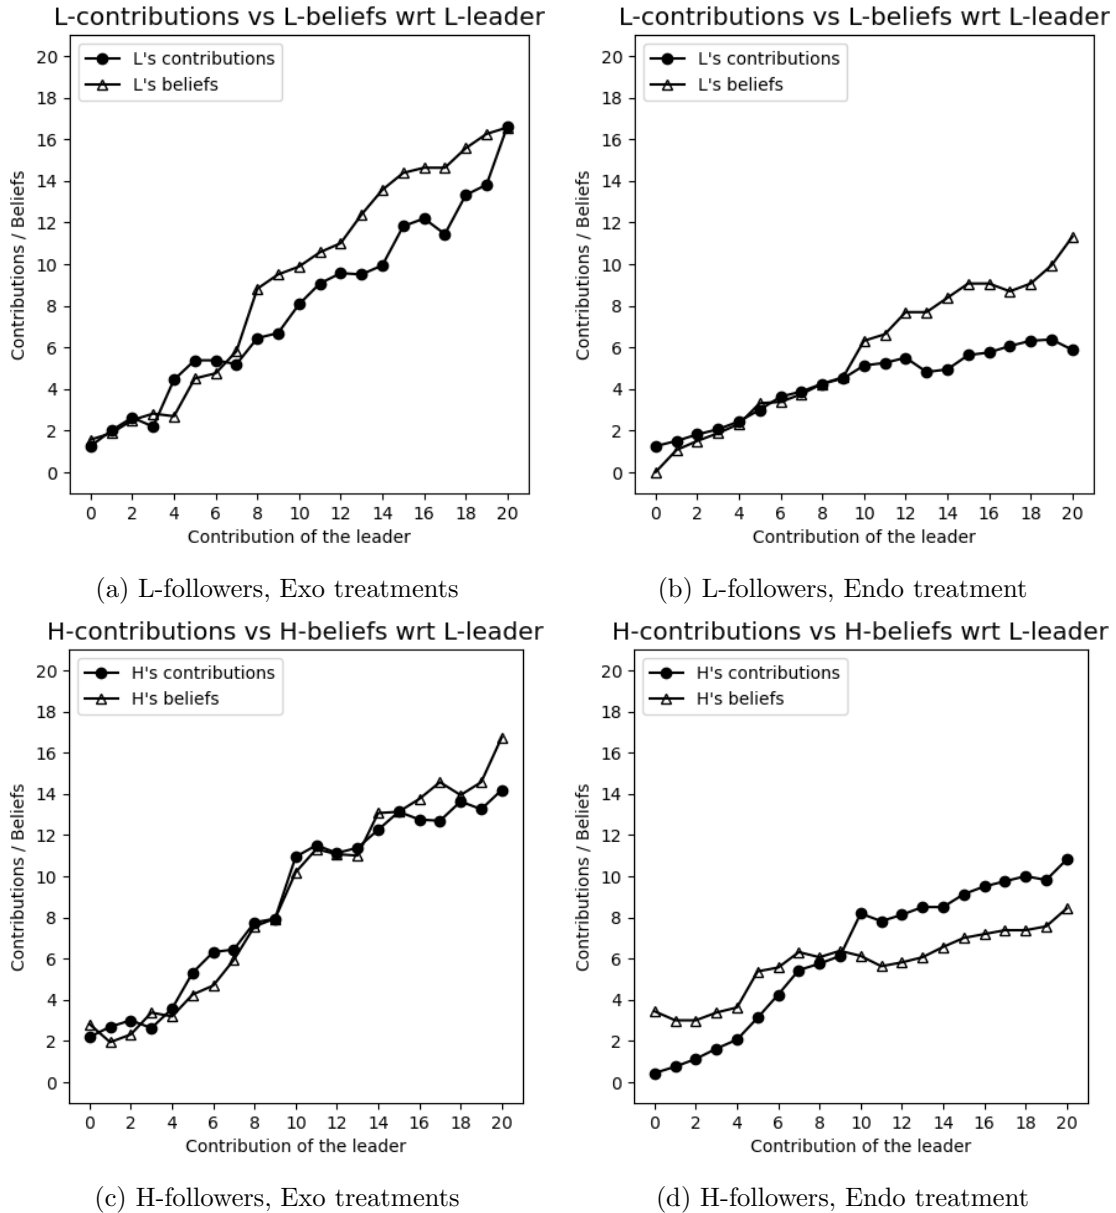 L-contributions vs L-beliefs wrt L-leader
L's contributions
L's beliefs
20
18
16
14
12
10
8
6
4
2
0
Contributions / Beliefs
0 2 4 6 8 10 12 14 16 18 20
Contribution of the leader
(a) L-followers, Exo treatments
L-contributions vs L-beliefs wrt L-leader
L's contributions
L's beliefs
20
18
16
14
12
10
8
6
4
2
0
Contributions / Beliefs
0 2 4 6 8 10 12 14 16 18 20
Contribution of the leader
(b) L-followers, Endo treatment
H-contributions vs H-beliefs wrt L-leader
H's contributions
H's beliefs
20
18
16
14
12
10
8
6
4
2
0
Contributions / Beliefs
0 2 4 6 8 10 12 14 16 18 20
Contribution of the leader
(c) H-followers, Exo treatments
H-contributions vs H-beliefs wrt L-leader
H's contributions
H's beliefs
20
18
16
14
12
10
8
6
4
2
0
Contributions / Beliefs
0 2 4 6 8 10 12 14 16 18 20
Contribution of the leader
(d) H-followers, Endo treatment